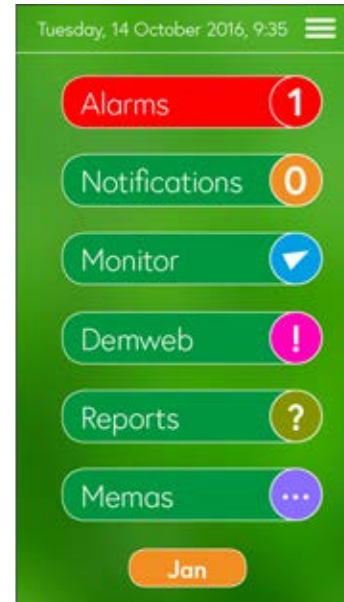 Tuesday, 14 October 2016, 9:35
Alarms 1
Notifications 0
Monitor
Demweb !
Reports ?
Memas ...
Jan